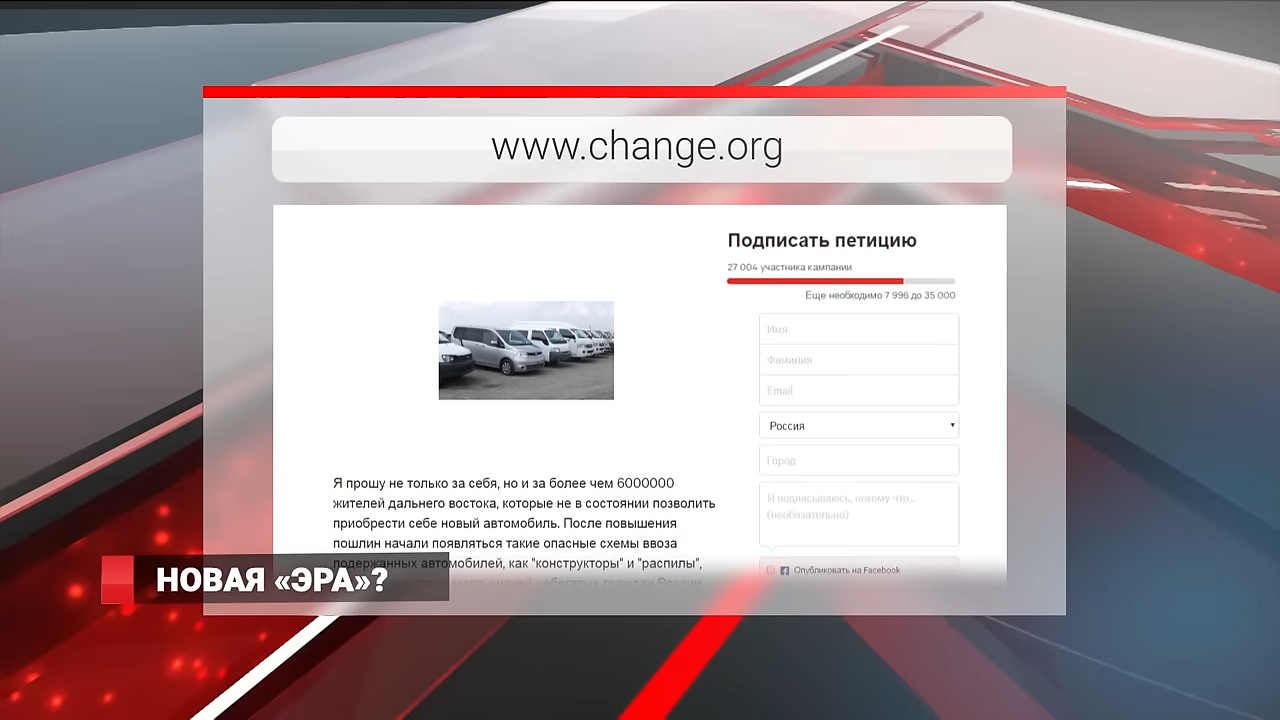 www.change.org
Подписать петицию
27 004 участника кампании
Еще необходимо 7 996 до 35 000
Имя
Фамилия
Email
Россия
Город
Я подписываюсь, потому что...
(необязательно)
Опубликовать на Facebook
Я прошу не только за себя, но и за более чем 6000000
жителей дальнего востока, которые не в состоянии позволить
приобрести себе новый автомобиль. После повышения
пошлин начали появляться такие опасные схемы ввоза
подержанных автомобилей, как "конструкторы" и "распилы",
НОВАЯ «ЭРА»?